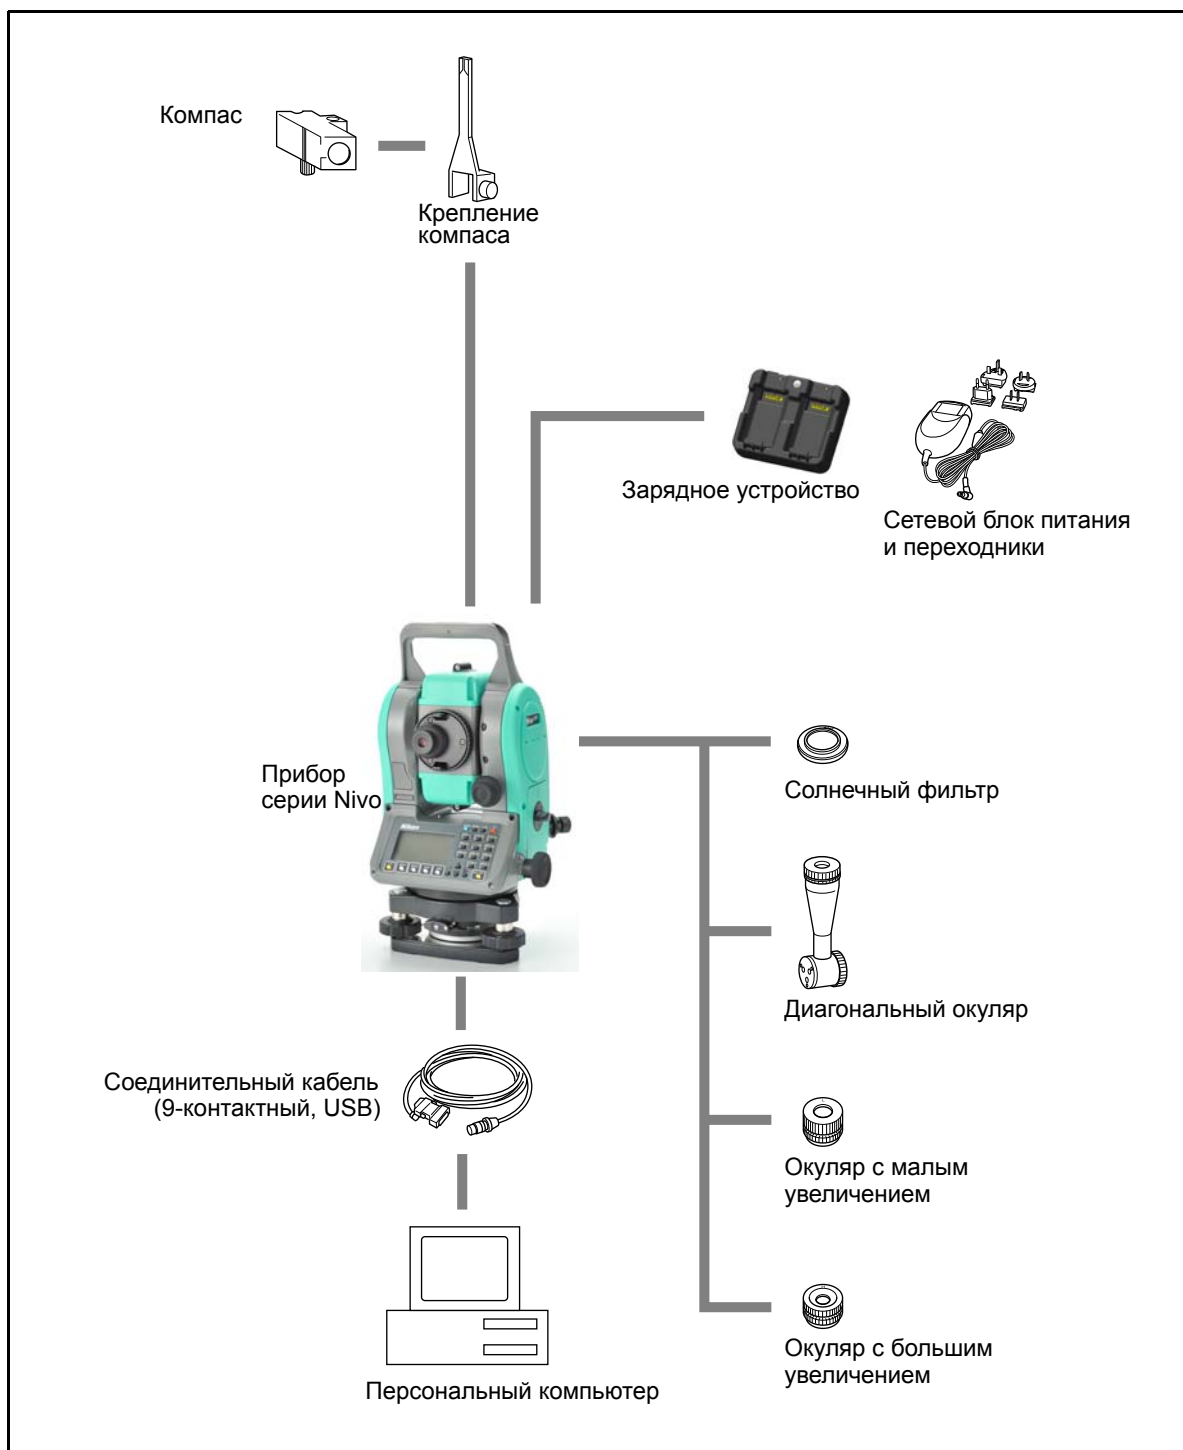 Компас
Крепление
компаса
Зарядное устройство
Сетевой блок питания
и переходники
Прибор
серии Nivo
Nikon
Солнечный фильтр
Диагональный окуляр
Соединительный кабель
(9-контактный, USB)
Окуляр с малым
увеличением
Окуляр с большим
увеличением
Персональный компьютер